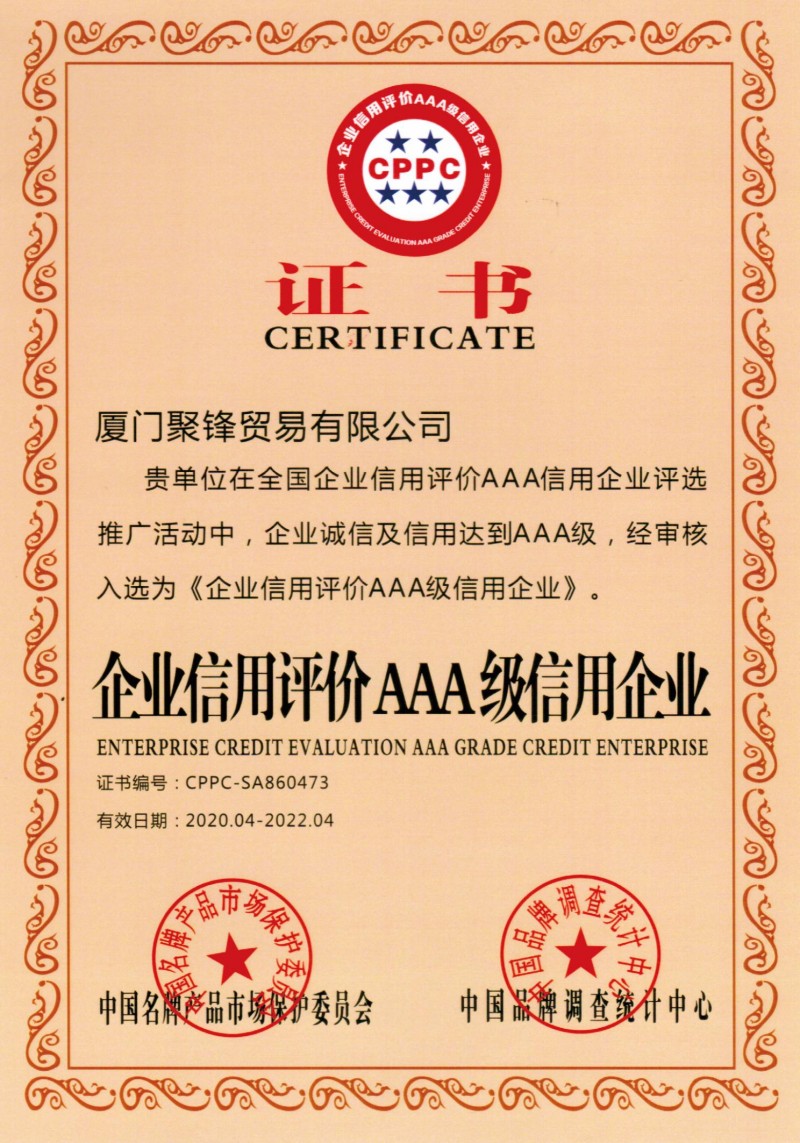 企业信用评价AAA级信用企业
CPPC
ENTERPRISE CREDIT EVALUATION AAA GRADE CREDIT ENTERPRISE
证书
CERTIFICATE
厦门聚锋贸易有限公司
贵单位在全国企业信用评价AAA信用企业评选
推广活动中，企业诚信及信用达到AAA级，经审核
入选为《企业信用评价AAA级信用企业》。
企业信用评价AAA级信用企业
ENTERPRISE CREDIT EVALUATION AAA GRADE CREDIT ENTERPRISE
证书编号：CPPC-SA860473
有效日期：2020.04-2022.04
中国名牌产品市场保护委员会
中国品牌调查统计中心
中国名牌产品市场保护委员会
中国品牌调查统计中心